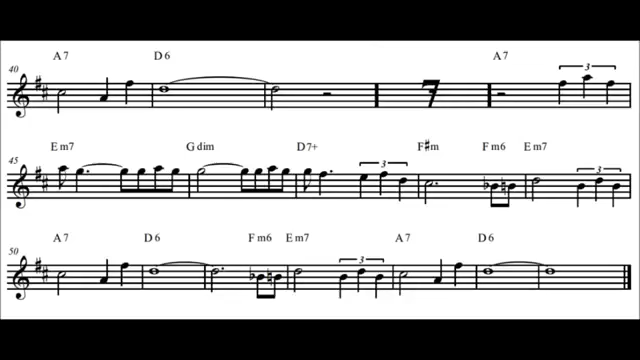 A7 D6 A7
40 7 3
Em7 Gdim D7+ F#m Fm6 Em7
45 3 3
A7 D6 Fm6 Em7 A7 D6
50 3